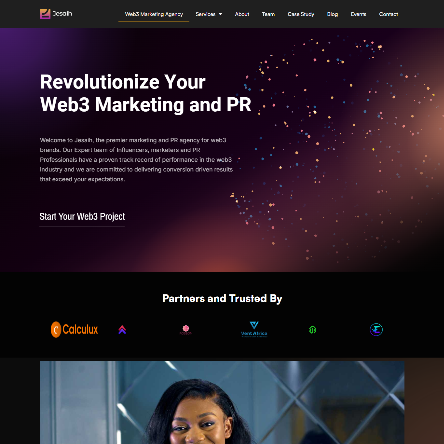 Jesaih
Web3 Marketing Agency Services About Team Case Study Blog Events Contact
Revolutionize Your
Web3 Marketing and PR
Welcome to Jesaih, the premier marketing and PR agency for web3
brands. Our Expert team of Influencers, marketers and PR
Professionals have a proven track record of performance in the web3
industry and we are committed to delivering conversion driven results
that exceed your expectations.
Start Your Web3 Project
Partners and Trusted By
Calculux